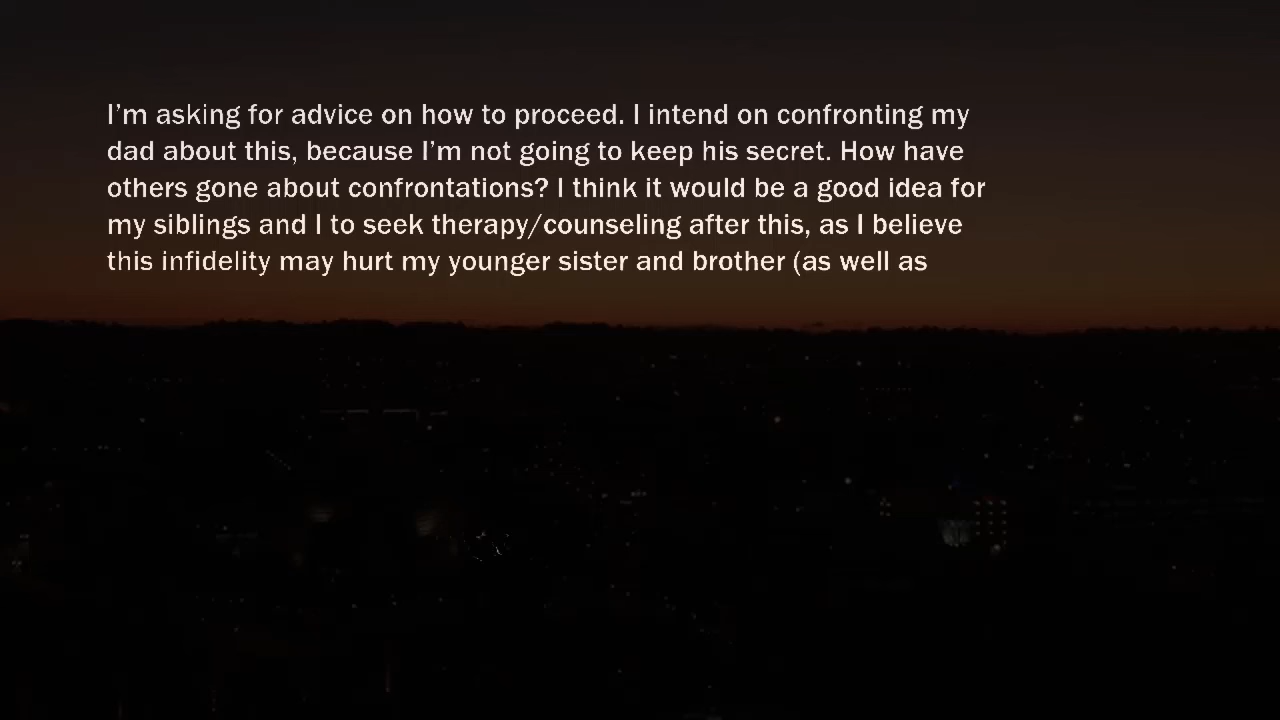 I’m asking for advice on how to proceed. I intend on confronting my
dad about this, because I’m not going to keep his secret. How have
others gone about confrontations? I think it would be a good idea for
my siblings and I to seek therapy/counseling after this, as I believe
this infidelity may hurt my younger sister and brother (as well as